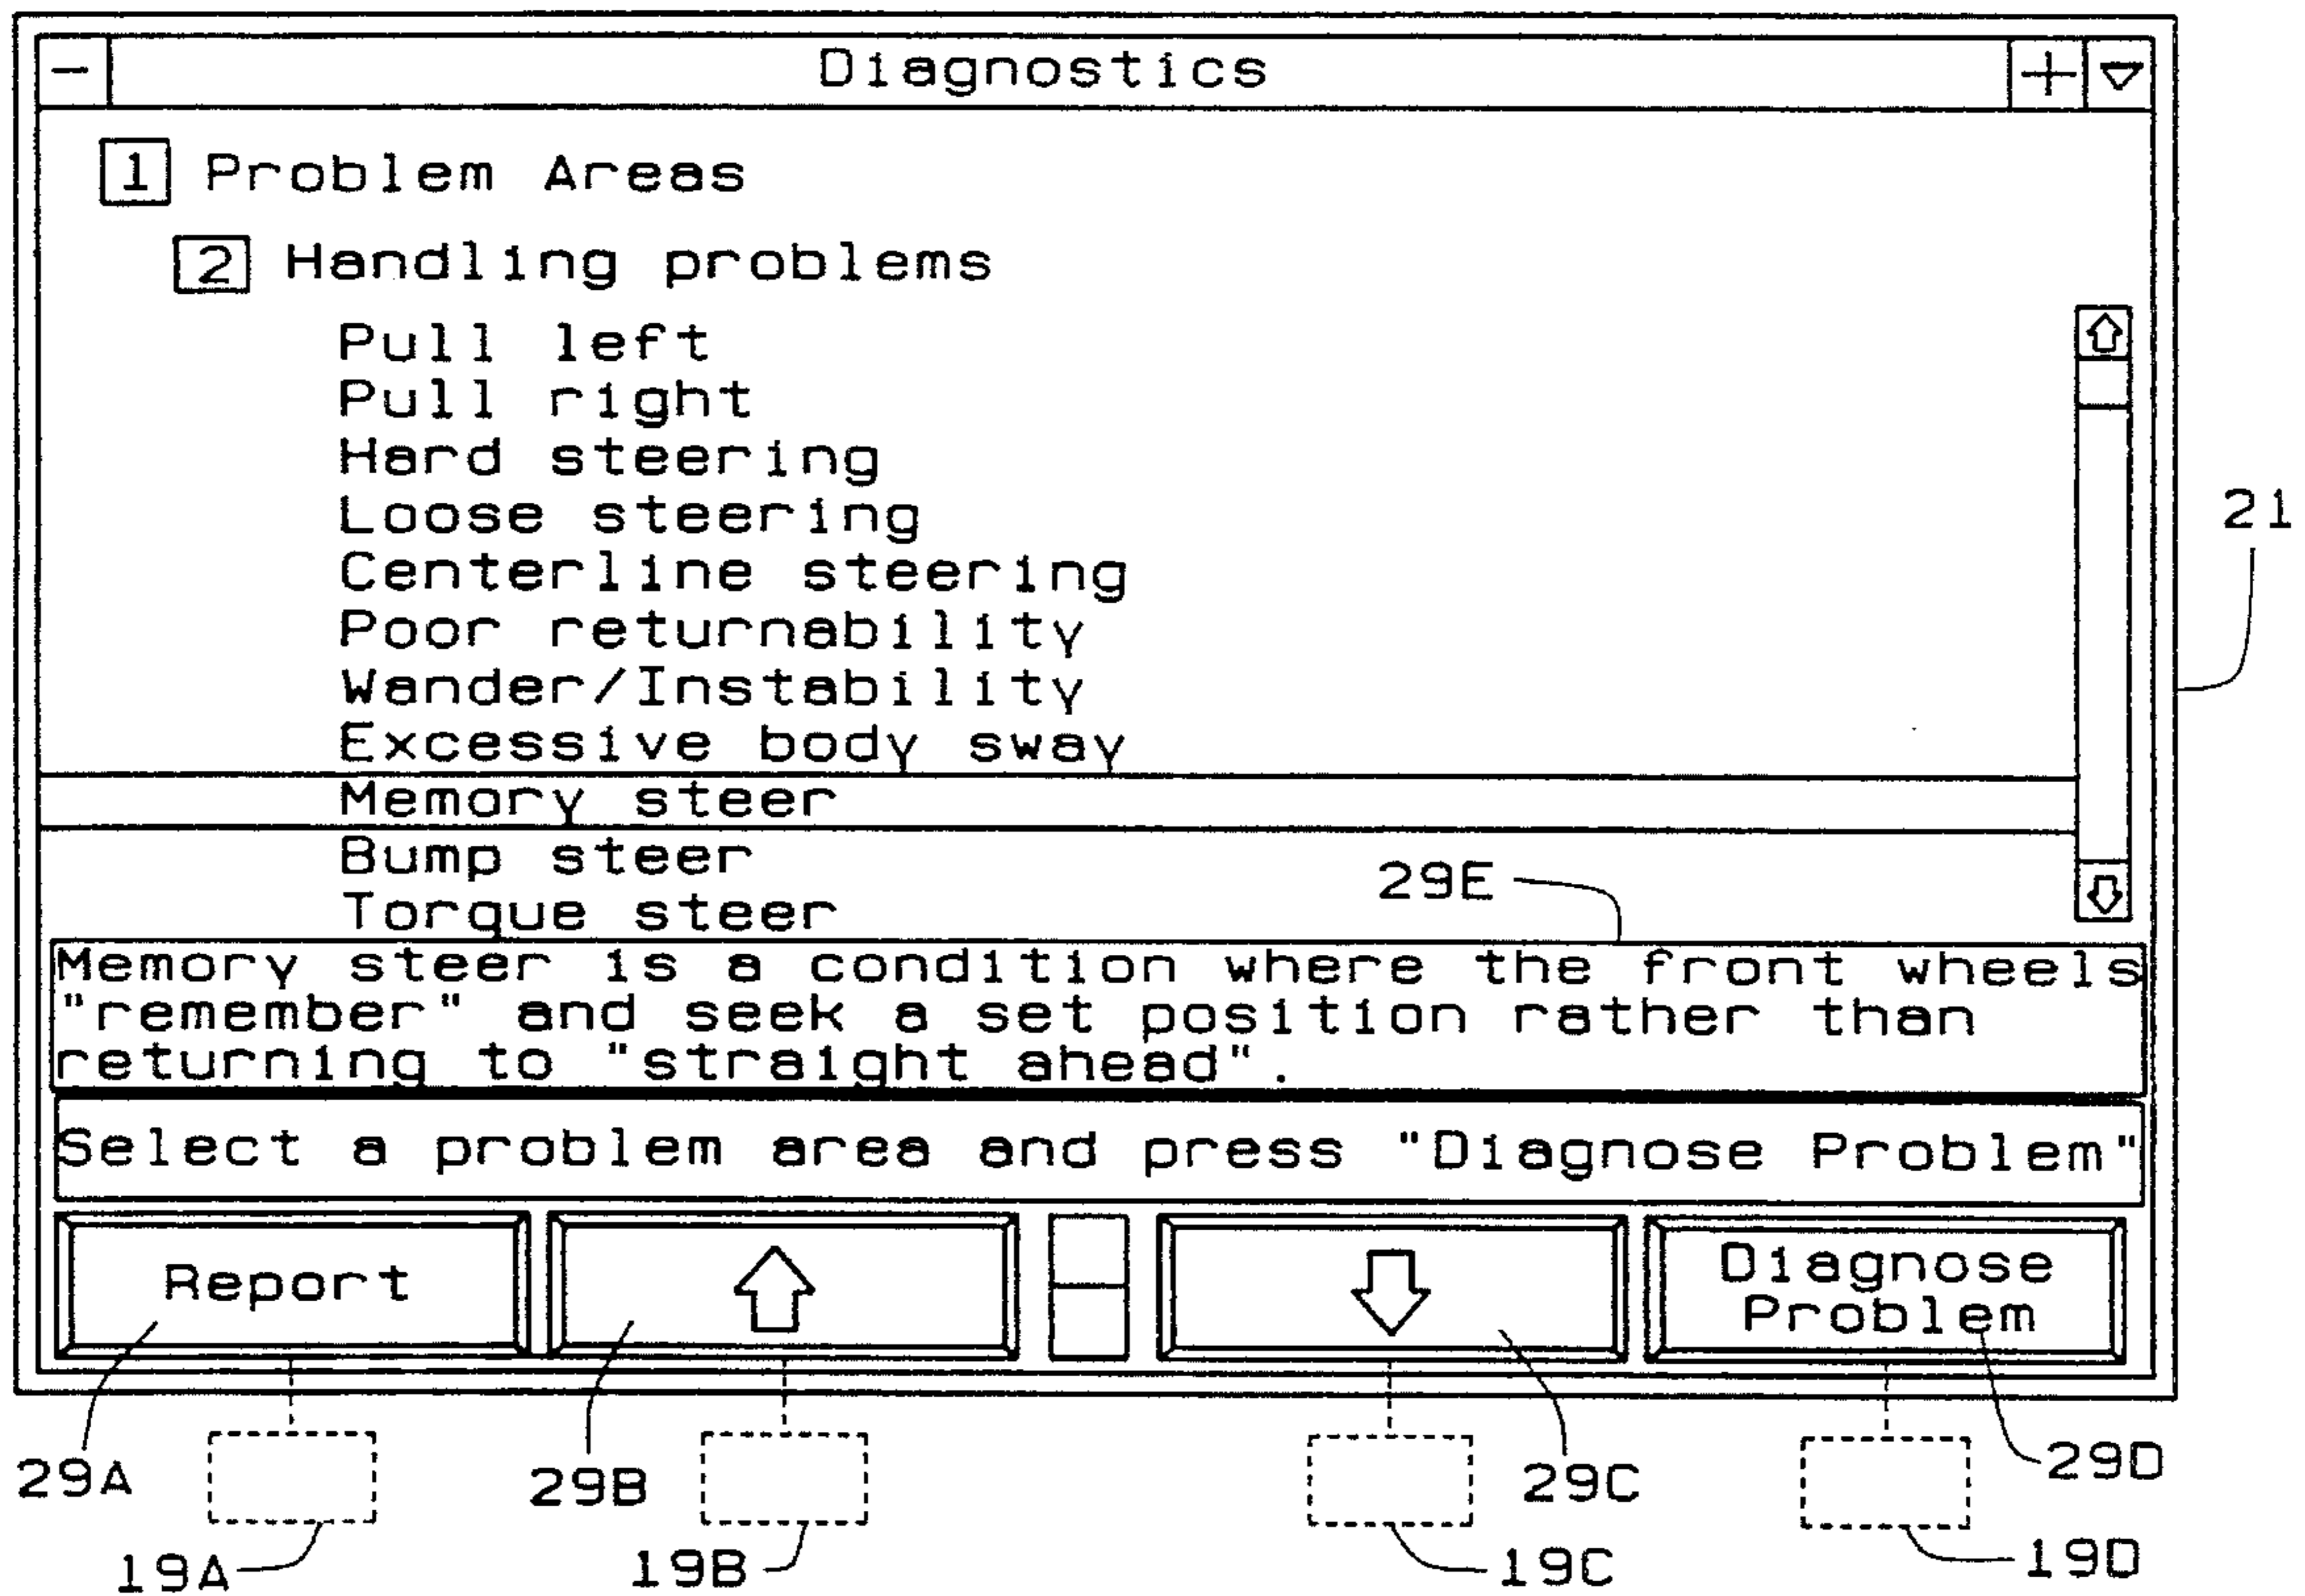 Diagnostics
1 Problem Areas
2 Handling problems
Pull left
Pull right
Hard steering
Loose steering
Centerline steering
Poor returnability
Wander/Instability
Excessive body sway
Memory steer
Bump steer
Torque steer
Memory steer is a condition where the front wheels
"remember" and seek a set position rather than
returning to "straight ahead".
Select a problem area and press "Diagnose Problem"
Report
Diagnose
Problem
21
29E
29A
29B
29C
29D
19A
19B
19C
19D